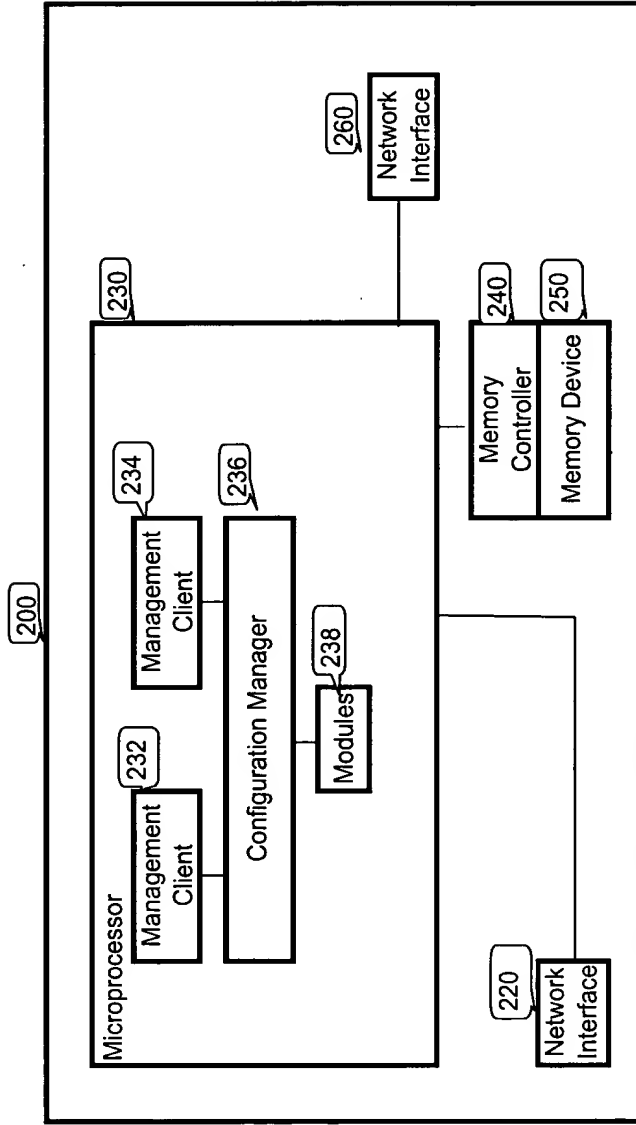 200
230
Microprocessor
232
Management
Client
234
Management
Client
236
Configuration Manager
238
Modules
260
Network
Interface
240
Memory
Controller
250
Memory Device
220
Network
Interface